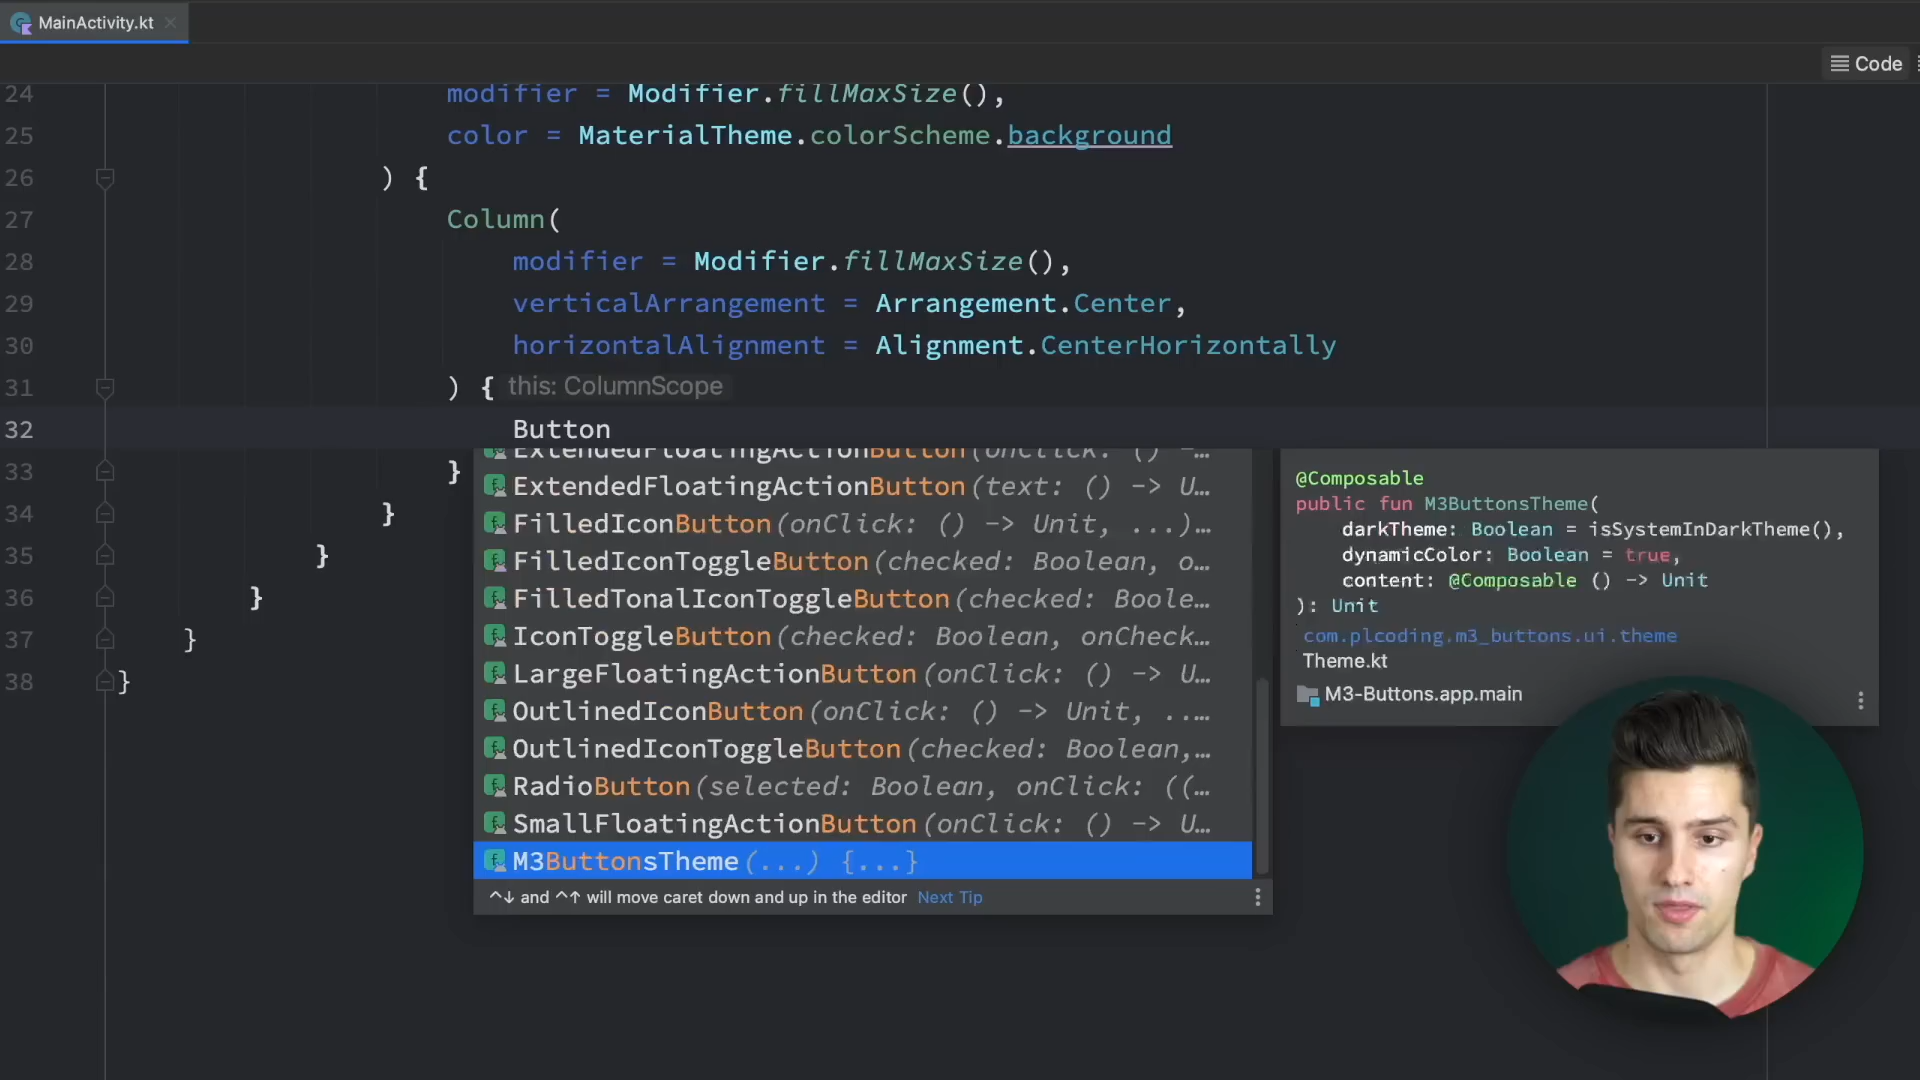 MainActivity.kt
Code
24 modifier = Modifier.fillMaxSize(),
25 color = MaterialTheme.colorScheme.background
26 ) {
27 Column(
28 modifier = Modifier.fillMaxSize(),
29 verticalArrangement = Arrangement.Center,
30 horizontalAlignment = Alignment.CenterHorizontally
31 ) { this: ColumnScope
32 Button
33 }
34 }
35 }
36 }
37 }
38 }
ExtendedFloatingActionButton(onClick: () -…
ExtendedFloatingActionButton(text: () -> U…
FilledIconButton(onClick: () -> Unit, ...)…
FilledIconToggleButton(checked: Boolean, o…
FilledTonalIconToggleButton(checked: Boole…
IconToggleButton(checked: Boolean, onCheck…
LargeFloatingActionButton(onClick: () -> U…
OutlinedIconButton(onClick: () -> Unit, ..…
OutlinedIconToggleButton(checked: Boolean,…
RadioButton(selected: Boolean, onClick: ((…
SmallFloatingActionButton(onClick: () -> U…
M3ButtonsTheme(...) {...}
^↓ and ^↑ will move caret down and up in the editor Next Tip
@Composable
public fun M3ButtonsTheme(
darkTheme: Boolean = isSystemInDarkTheme(),
dynamicColor: Boolean = true,
content: @Composable () -> Unit
): Unit
com.plcoding.m3_buttons.ui.theme
Theme.kt
M3-Buttons.app.main